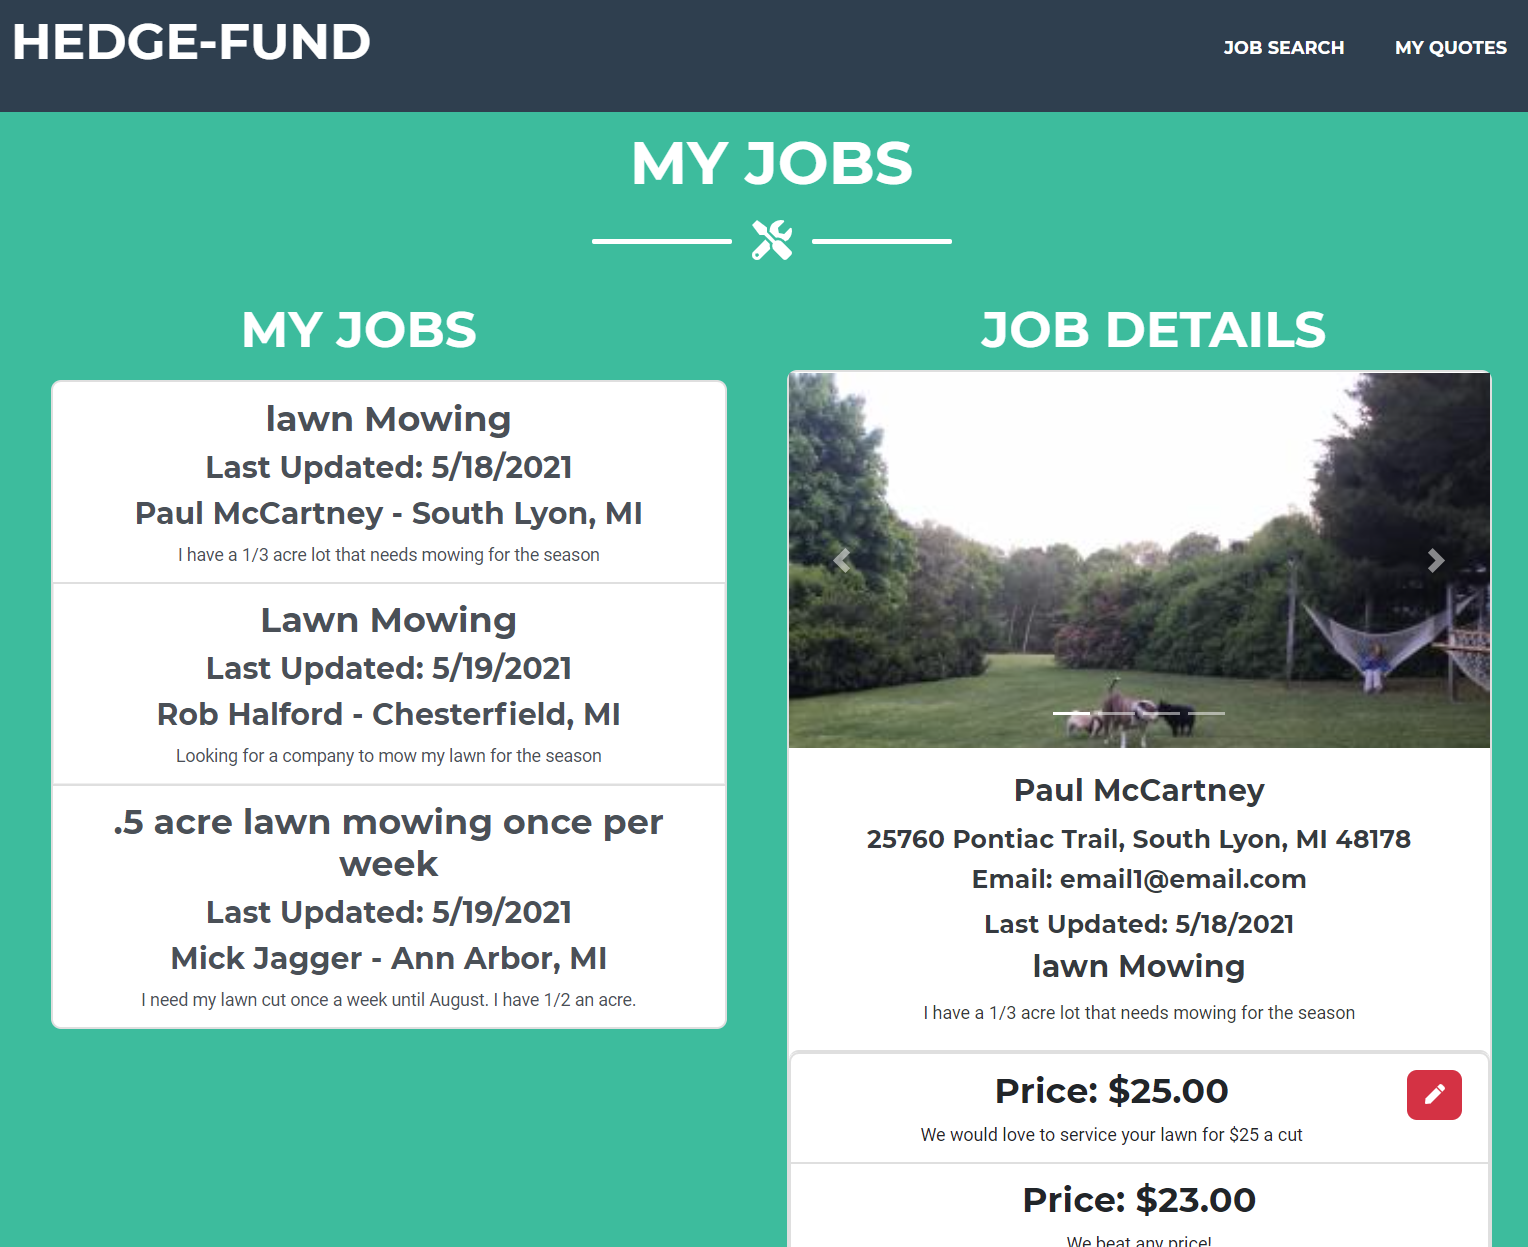 HEDGE-FUND
JOB SEARCH
MY QUOTES
MY JOBS
MY JOBS
lawn Mowing
Last Updated: 5/18/2021
Paul McCartney - South Lyon, MI
I have a 1/3 acre lot that needs mowing for the season
Lawn Mowing
Last Updated: 5/19/2021
Rob Halford - Chesterfield, MI
Looking for a company to mow my lawn for the season
.5 acre lawn mowing once per
week
Last Updated: 5/19/2021
Mick Jagger - Ann Arbor, MI
I need my lawn cut once a week until August. I have 1/2 an acre.
JOB DETAILS
Paul McCartney
25760 Pontiac Trail, South Lyon, MI 48178
Email: email1@email.com
Last Updated: 5/18/2021
lawn Mowing
I have a 1/3 acre lot that needs mowing for the season
Price: $25.00
We would love to service your lawn for $25 a cut
Price: $23.00
We beat any price!